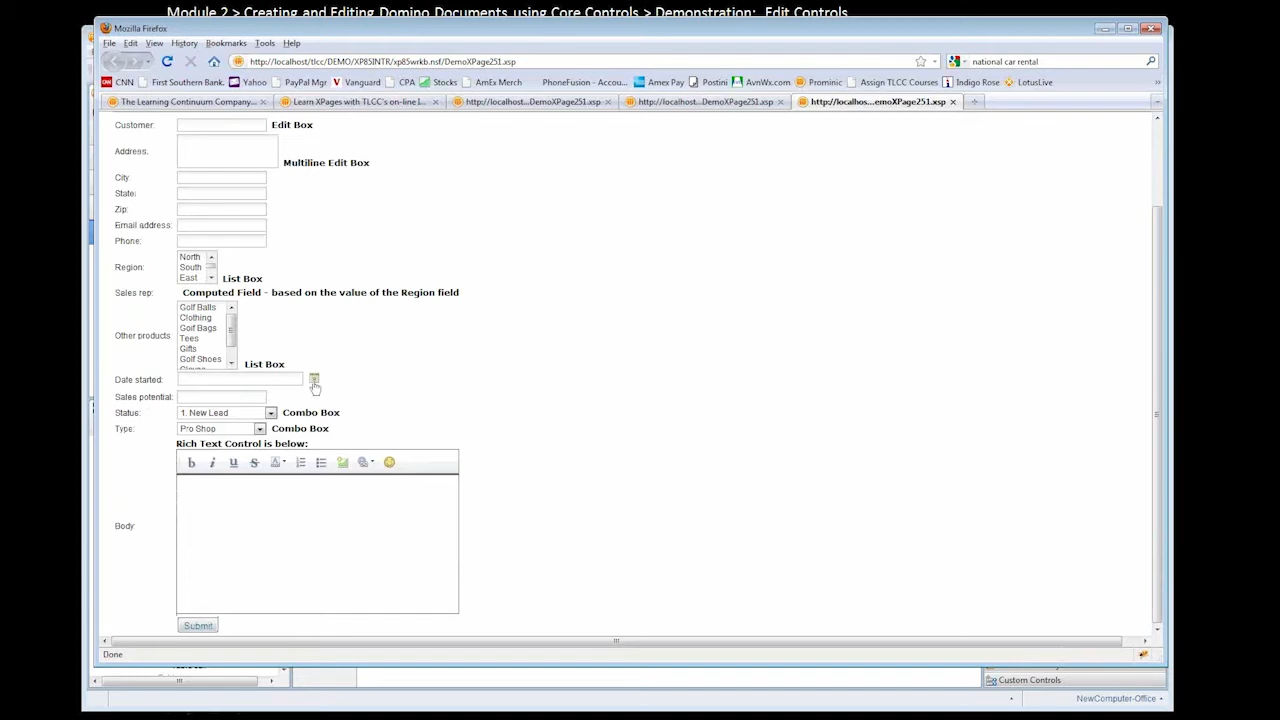 Module 2 > Creating and Editing Domino Documents using Core Controls > Demonstration: Edit Controls
Mozilla Firefox
File Edit View History Bookmarks Tools Help
http://localhost/tlcc/DEMO/XP85INTR/xp85wrkb.nsf/DemoXPage251.xsp
national car rental
CNN First Southern Bank. Yahoo PayPal Mgr Vanguard CPA Stocks AmEx Merch PhoneFusion - Accou... Amex Pay Postini AvnWx.com Prominic Assign TLCC Courses Indigo Rose LotusLive
The Learning Continuum Company... Learn XPages with TLCC's on-line I... http://localhost...DemoXPage251.xsp http://localhost...DemoXPage251.xsp http://localhos...emoXPage251.xsp
Customer: Edit Box
Address: Multiline Edit Box
City:
State:
Zip:
Email address:
Phone:
Region: North
South
East
List Box
Sales rep: Computed Field - based on the value of the Region field
Other products: Golf Balls
Clothing
Golf Bags
Tees
Gifts
Golf Shoes
List Box
Date started:
Sales potential:
Status: 1. New Lead Combo Box
Type: Pro Shop Combo Box
Rich Text Control is below:
b i u S A
Body:
Submit
Done
Custom Controls
NewComputer-Office